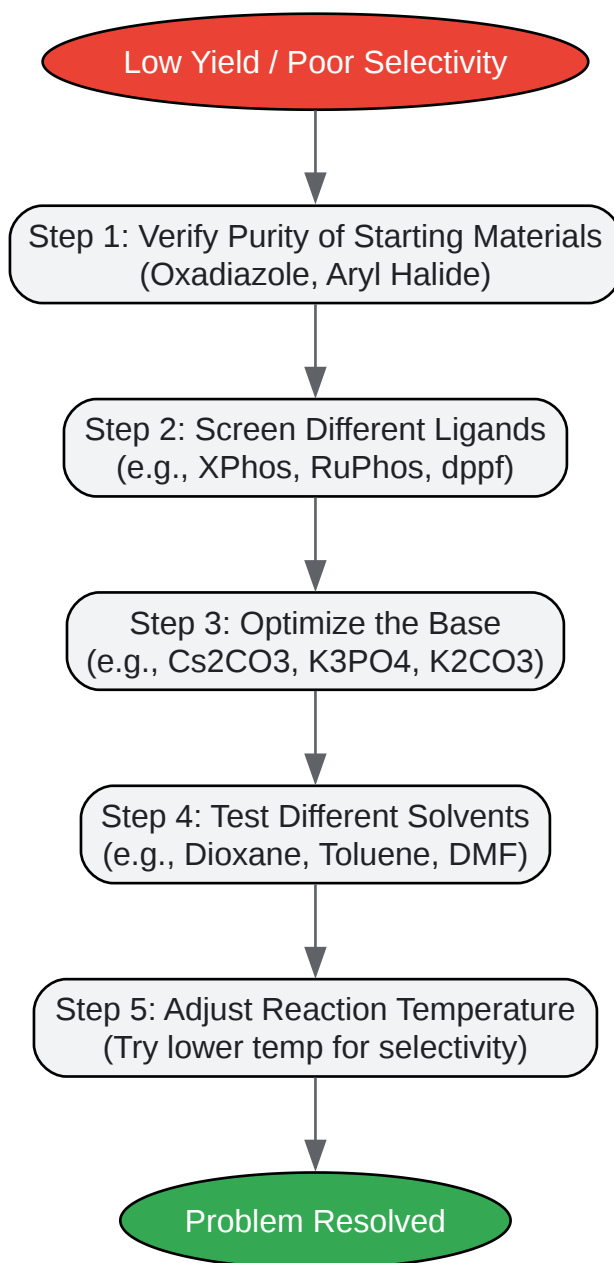 Low Yield / Poor Selectivity
Step 1: Verify Purity of Starting Materials
(Oxadiazole, Aryl Halide)
Step 2: Screen Different Ligands
(e.g., XPhos, RuPhos, dppf)
Step 3: Optimize the Base
(e.g., Cs2CO3, K3PO4, K2CO3)
Step 4: Test Different Solvents
(e.g., Dioxane, Toluene, DMF)
Step 5: Adjust Reaction Temperature
(Try lower temp for selectivity)
Problem Resolved